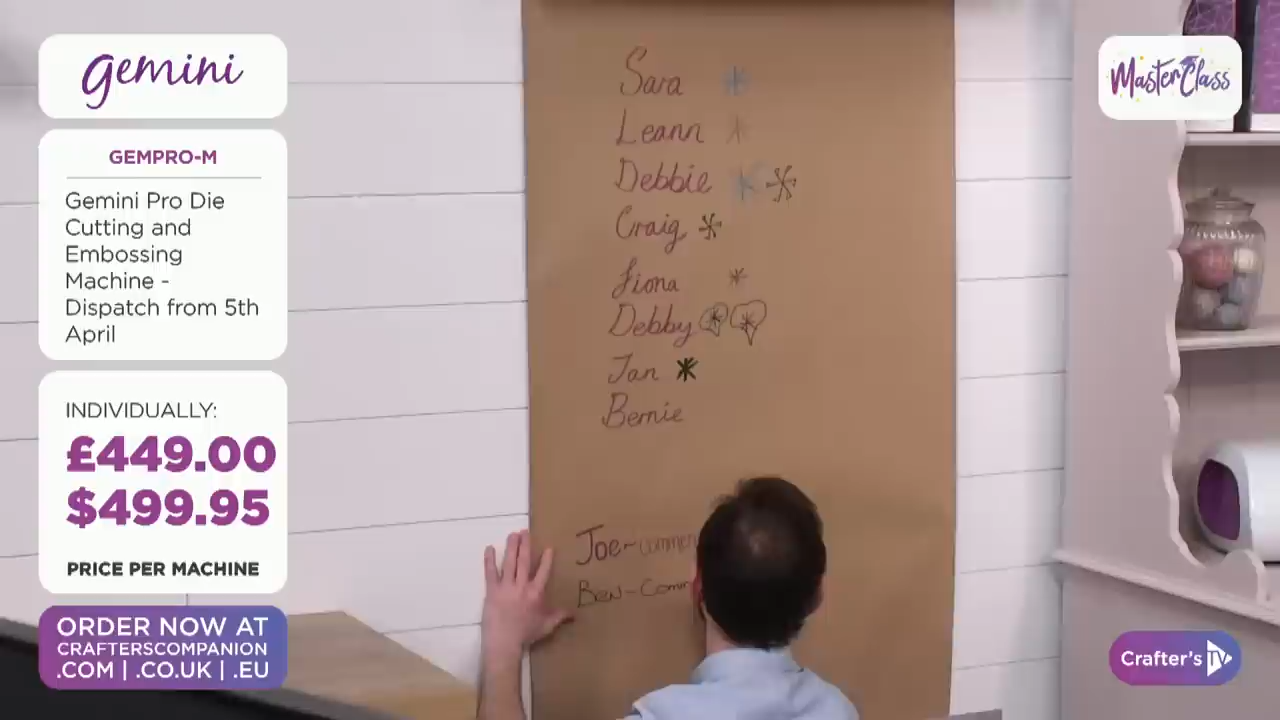 gemini
GEMPRO-M
Gemini Pro Die
Cutting and
Embossing
Machine -
Dispatch from 5th
April
INDIVIDUALLY:
£449.00
$499.95
PRICE PER MACHINE
ORDER NOW AT
CRAFTERSCOMPANION
.COM | .CO.UK | .EU
Sara
Leann
Debbie
Craig
Fiona
Debby
Jan
Bernie
Joe-commen
Ben-Comm
MasterClass
Crafter's TV